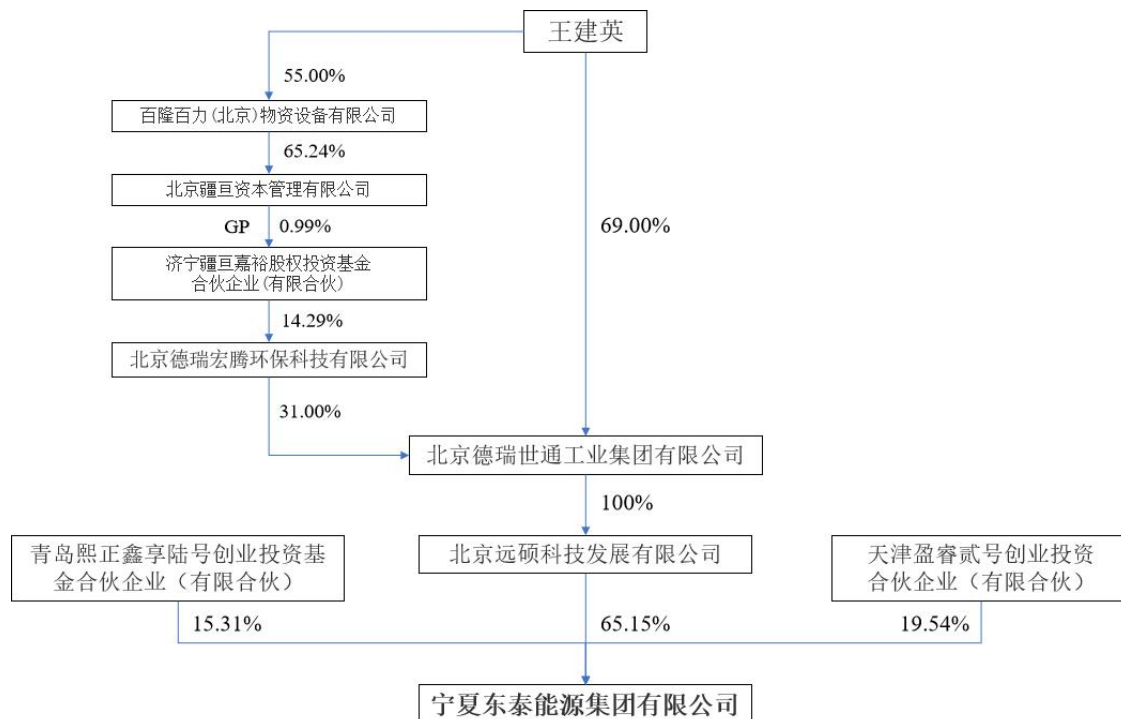 王建英
55.00%
百隆百力(北京)物资设备有限公司
65.24%
北京疆亘资本管理有限公司
GP 0.99%
69.00%
济宁疆亘嘉裕股权投资基金
合伙企业(有限合伙)
14.29%
北京德瑞宏腾环保科技有限公司
31.00%
北京德瑞世通工业集团有限公司
100%
青岛熙正鑫享陆号创业投资基
金合伙企业（有限合伙）
北京远硕科技发展有限公司
天津盈睿贰号创业投资
合伙企业（有限合伙）
15.31%
65.15%
19.54%
宁夏东泰能源集团有限公司